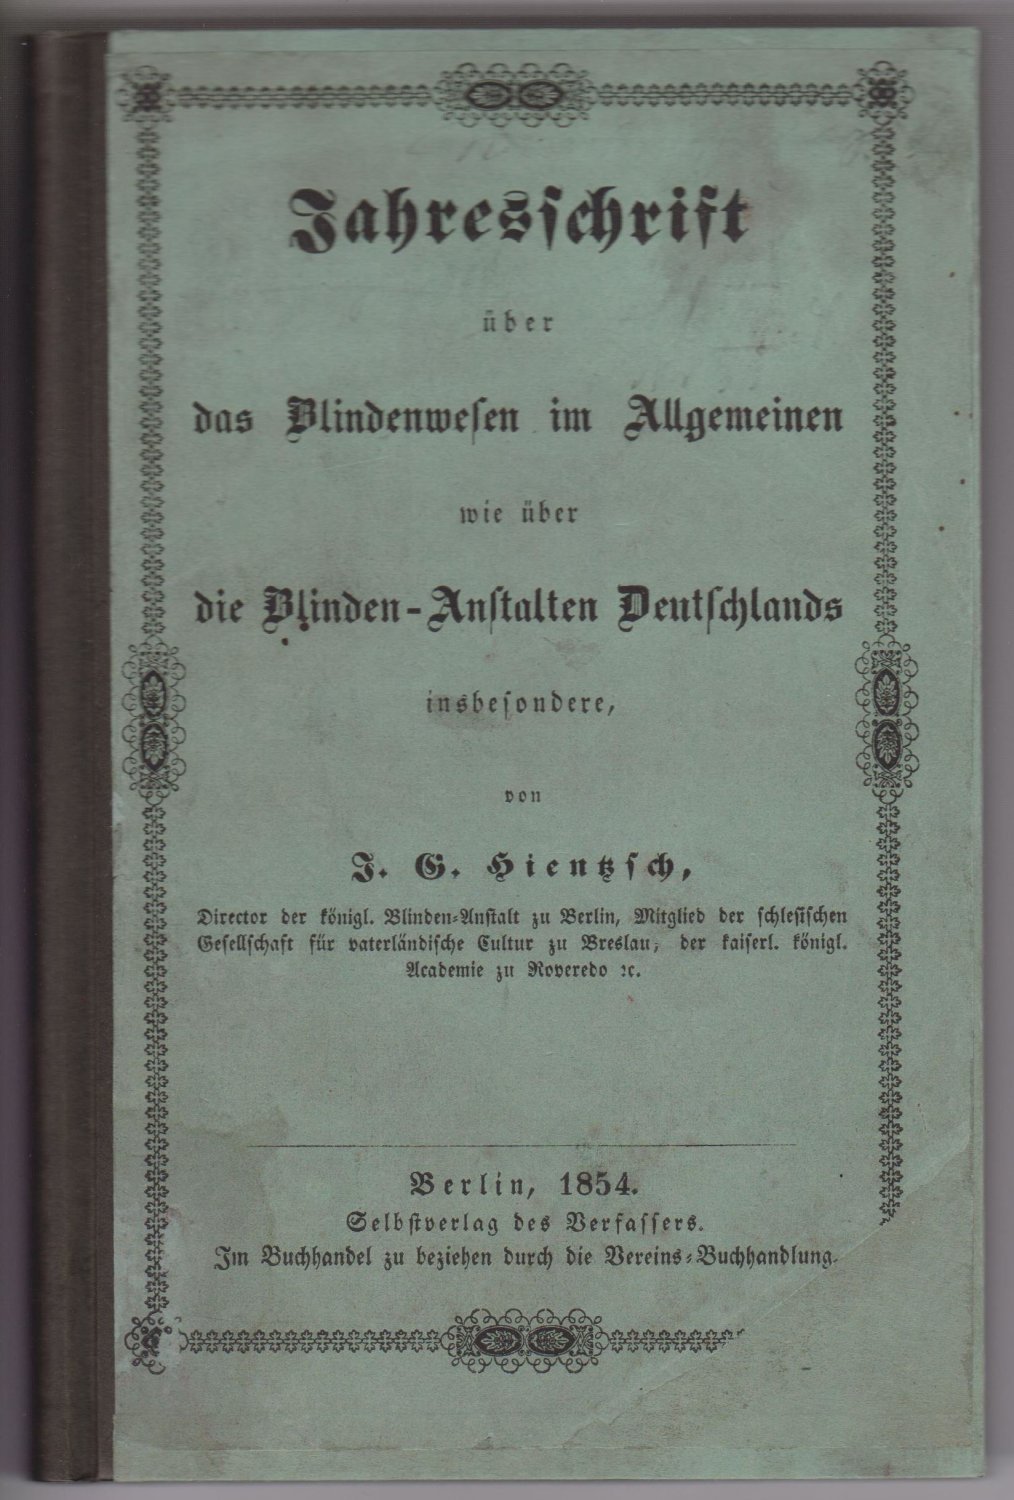 Jahresschrift
über
das Blindenweſen im Allgemeinen
wie über
die Blinden-Anſtalten Deutſchlands
insbeſondere,
von
J. G. Hientzſch,
Director der königl. Blinden-Anſtalt zu Berlin, Mitglied der ſchleſiſchen
Geſellſchaft für vaterländiſche Cultur zu Breslau, der kaiſerl. königl.
Academie zu Roveredo ꝛc.
Berlin, 1854.
Selbſtverlag des Verfaſſers.
Im Buchhandel zu beziehen durch die Vereins-Buchhandlung.